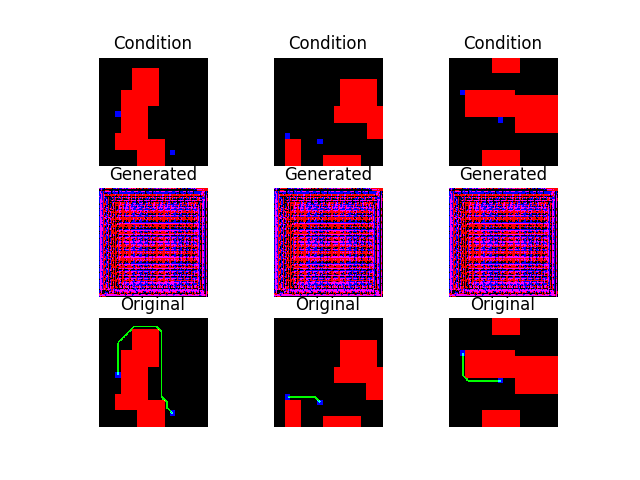 Condition Condition Condition
Generated Generated Generated
Original Original Original